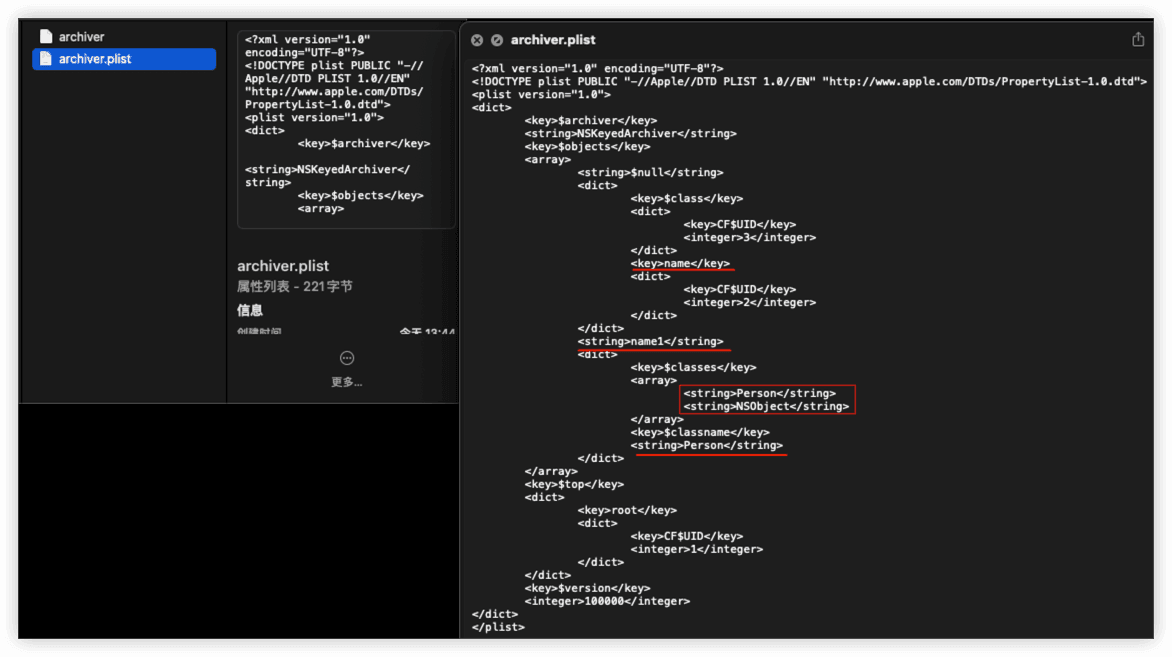 archiver
archiver.plist
<?xml version="1.0"
encoding="UTF-8"?>
<!DOCTYPE plist PUBLIC "-//
Apple//DTD PLIST 1.0//EN"
"http://www.apple.com/DTDs/
PropertyList-1.0.dtd">
<plist version="1.0">
<dict>
<key>$archiver</key>
<string>NSKeyedArchiver</
string>
<key>$objects</key>
<array>
archiver.plist
属性列表 - 221字节
信息
创建时间 今天 13:44
更多...
archiver.plist
<?xml version="1.0" encoding="UTF-8"?>
<!DOCTYPE plist PUBLIC "-//Apple//DTD PLIST 1.0//EN" "http://www.apple.com/DTDs/PropertyList-1.0.dtd">
<plist version="1.0">
<dict>
<key>$archiver</key>
<string>NSKeyedArchiver</string>
<key>$objects</key>
<array>
<string>$null</string>
<dict>
<key>$class</key>
<dict>
<key>CF$UID</key>
<integer>3</integer>
</dict>
<key>name</key>
<dict>
<key>CF$UID</key>
<integer>2</integer>
</dict>
</dict>
<string>name1</string>
<dict>
<key>$classes</key>
<array>
<string>Person</string>
<string>NSObject</string>
</array>
<key>$classname</key>
<string>Person</string>
</dict>
</array>
<key>$top</key>
<dict>
<key>root</key>
<dict>
<key>CF$UID</key>
<integer>1</integer>
</dict>
</dict>
<key>$version</key>
<integer>100000</integer>
</dict>
</plist>